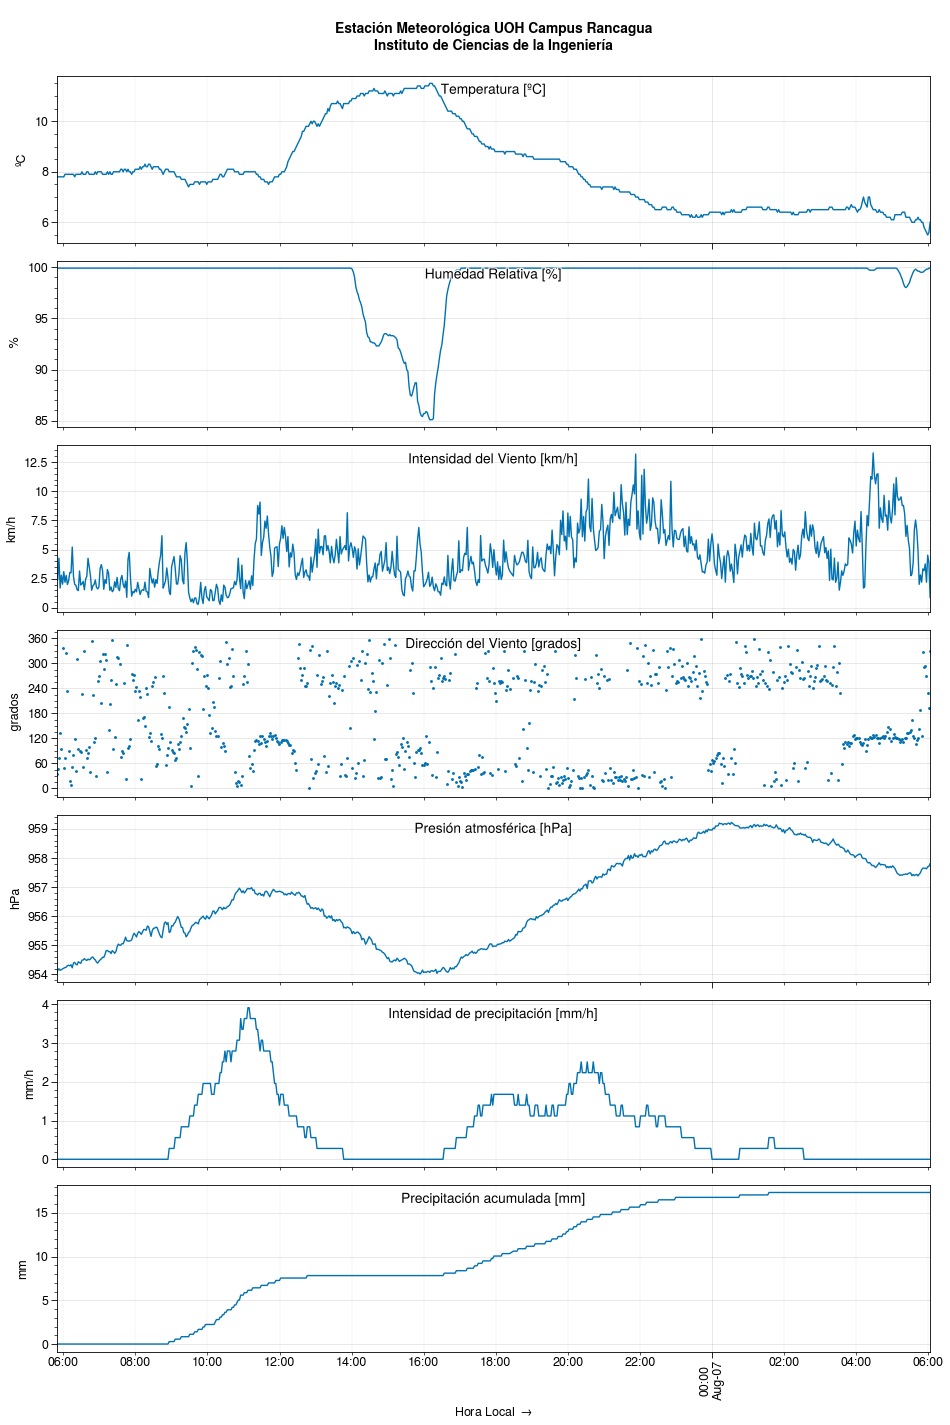 Estación Meteorológica UOH Campus Rancagua
Instituto de Ciencias de la Ingeniería
Temperatura [ºC]
ºC
10
8
6
Humedad Relativa [%]
%
100
95
90
85
Intensidad del Viento [km/h]
km/h
12.5
10
7.5
5
2.5
0
Dirección del Viento [grados]
grados
360
300
240
180
120
60
0
Presión atmosférica [hPa]
hPa
959
958
957
956
955
954
Intensidad de precipitación [mm/h]
mm/h
4
3
2
1
0
Precipitación acumulada [mm]
mm
15
10
5
0
06:00 08:00 10:00 12:00 14:00 16:00 18:00 20:00 22:00 00:00 02:00 04:00 06:00
Aug-07
Hora Local →